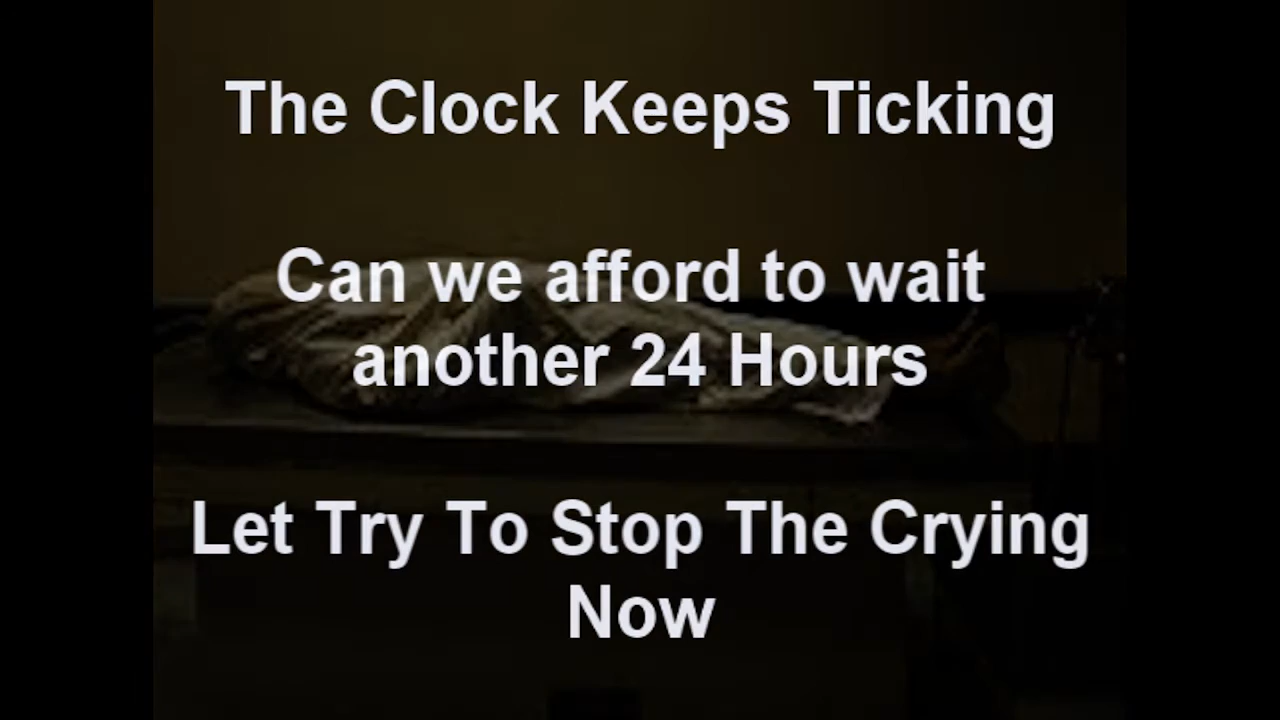 The Clock Keeps Ticking
Can we afford to wait
another 24 Hours
Let Try To Stop The Crying
Now